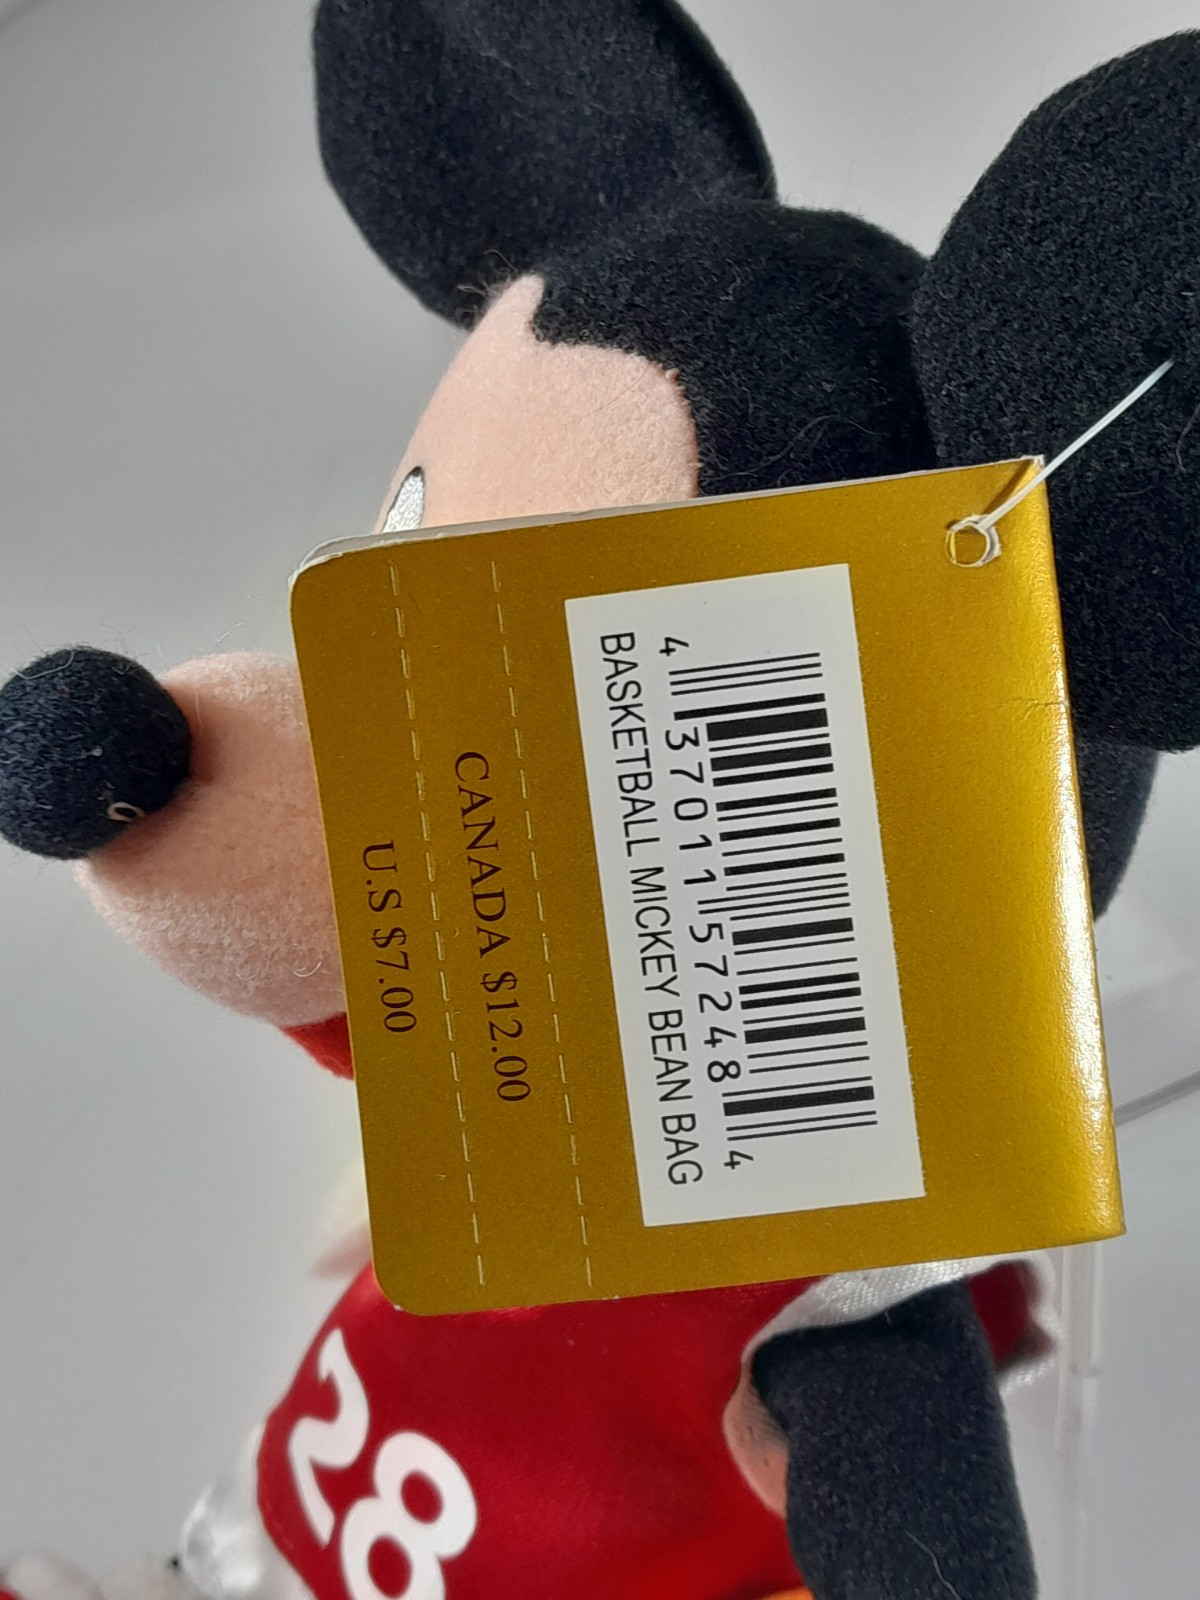 4 37011 57248 4
BASKETBALL MICKEY BEAN BAG
CANADA $12.00
U.S $7.00
28